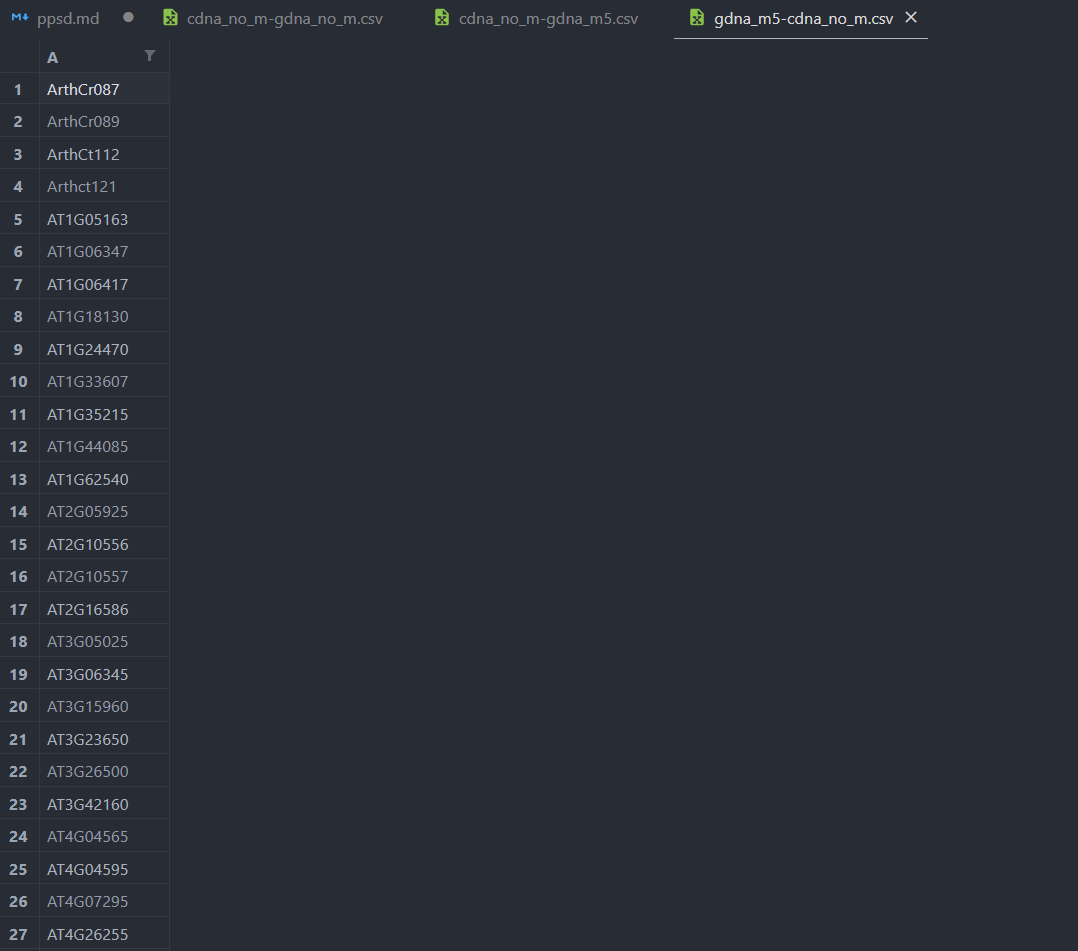 ppsd.md cdna_no_m-gdna_no_m.csv cdna_no_m-gdna_m5.csv gdna_m5-cdna_no_m.csv
A
1 ArthCr087
2 ArthCr089
3 ArthCt112
4 Arthct121
5 AT1G05163
6 AT1G06347
7 AT1G06417
8 AT1G18130
9 AT1G24470
10 AT1G33607
11 AT1G35215
12 AT1G44085
13 AT1G62540
14 AT2G05925
15 AT2G10556
16 AT2G10557
17 AT2G16586
18 AT3G05025
19 AT3G06345
20 AT3G15960
21 AT3G23650
22 AT3G26500
23 AT3G42160
24 AT4G04565
25 AT4G04595
26 AT4G07295
27 AT4G26255